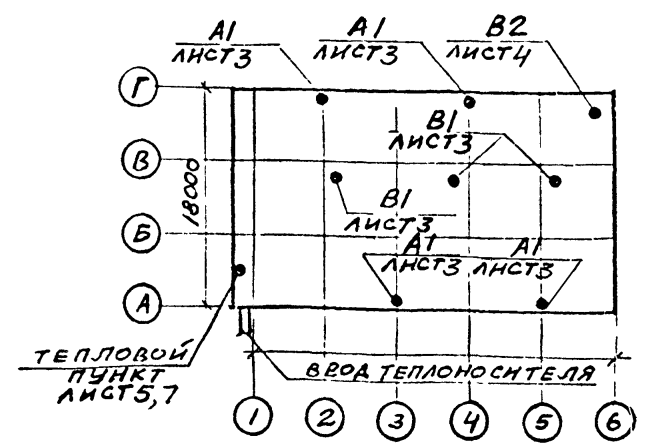 А1
ЛИСТ3
А1
ЛИСТ3
В2
ЛИСТ4
Г
В1
ЛИСТ3
В
18000
В1
ЛИСТ3
Б
А1
ЛИСТ3
А1
ЛИСТ3
А
ТЕПЛОВОЙ
ПУНКТ
ЛИСТ5,7
ВВОД ТЕПЛОНОСИТЕЛЯ
1
2
3
4
5
6